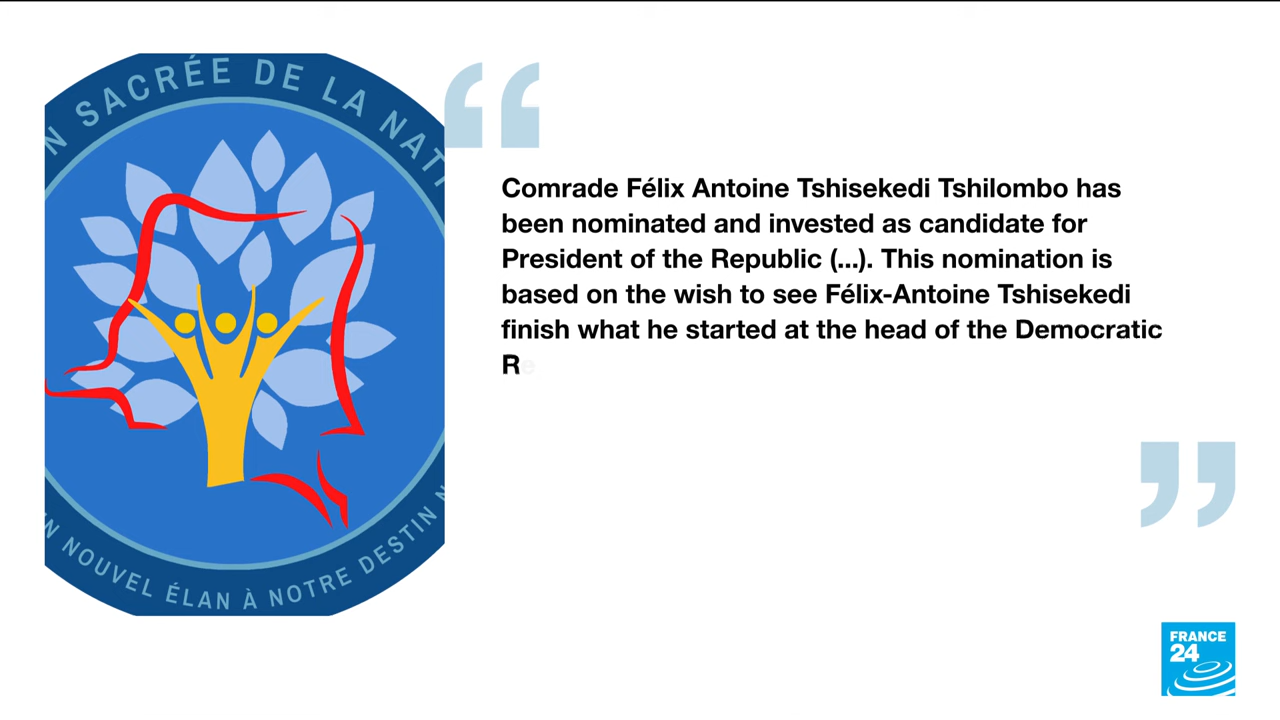 N SACRÉE DE LA NATI
“
Comrade Félix Antoine Tshisekedi Tshilombo has
been nominated and invested as candidate for
President of the Republic (...). This nomination is
based on the wish to see Félix-Antoine Tshisekedi
finish what he started at the head of the Democratic
Re
”
N NOUVEL ÉLAN À NOTRE DESTIN N
FRANCE
24